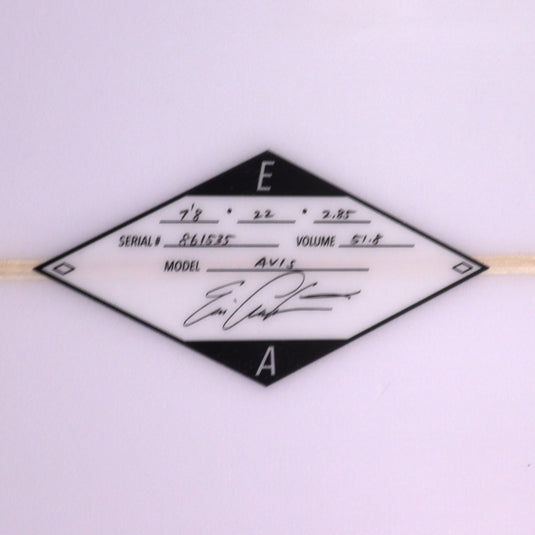 E
7'8 • 22 • 2.85
SERIAL # 861535 VOLUME 51.8
MODEL AVIS
A